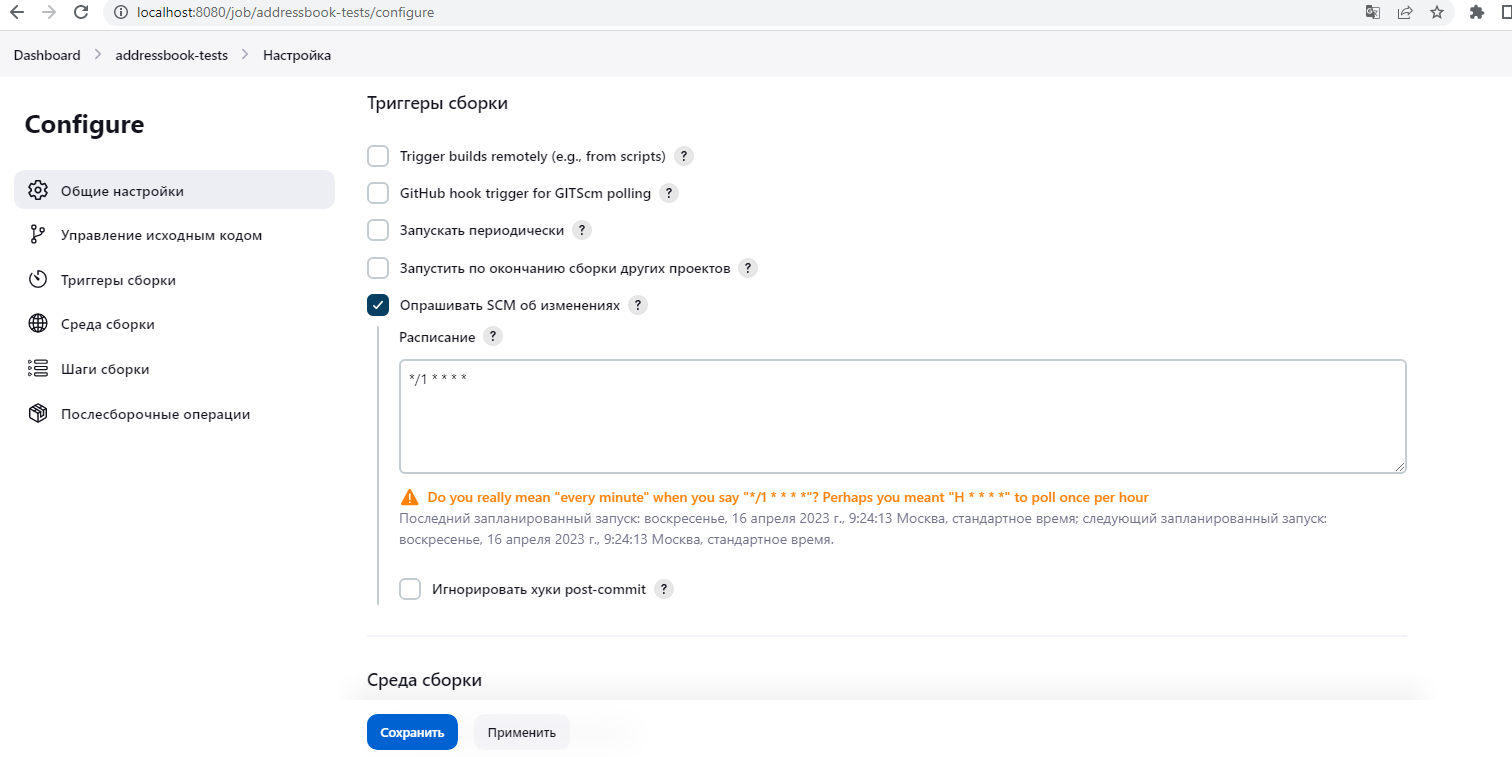 localhost:8080/job/addressbook-tests/configure
Dashboard > addressbook-tests > Настройка
Configure
Общие настройки
Управление исходным кодом
Триггеры сборки
Среда сборки
Шаги сборки
Послесборочные операции
Триггеры сборки
Trigger builds remotely (e.g., from scripts) ?
GitHub hook trigger for GITScm polling ?
Запускать периодически ?
Запустить по окончанию сборки других проектов ?
Опрашивать SCM об изменениях ?
Расписание ?
*/1 * * * *
Do you really mean "every minute" when you say "*/1 * * * *"? Perhaps you meant "H * * * *" to poll once per hour
Последний запланированный запуск: воскресенье, 16 апреля 2023 г., 9:24:13 Москва, стандартное время; следующий запланированный запуск:
воскресенье, 16 апреля 2023 г., 9:24:13 Москва, стандартное время.
Игнорировать хуки post-commit ?
Среда сборки
Сохранить
Применить